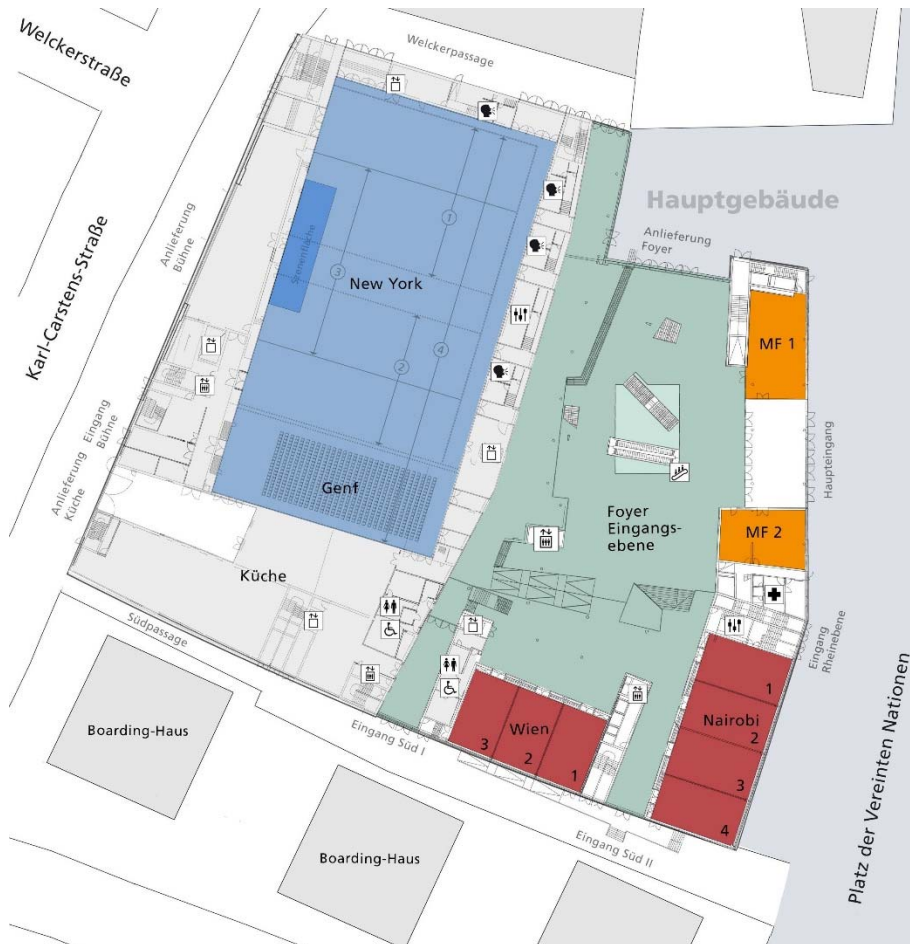 Welckerstraße
Welckerpassage
Hauptgebäude
Anlieferung
Foyer
Karl-Carstens-Straße
Anlieferung
Bühne
Szenenfläche
1
3
New York
2
4
MF 1
Haupteingang
Eingang
Bühne
Anlieferung
Küche
Genf
Foyer
Eingangs-
ebene
MF 2
Küche
Südpassage
Eingang
Rheinebene
Platz der Vereinten Nationen
1
Nairobi
2
3
4
Wien
3
2
1
Boarding-Haus
Eingang Süd I
Eingang Süd II
Boarding-Haus